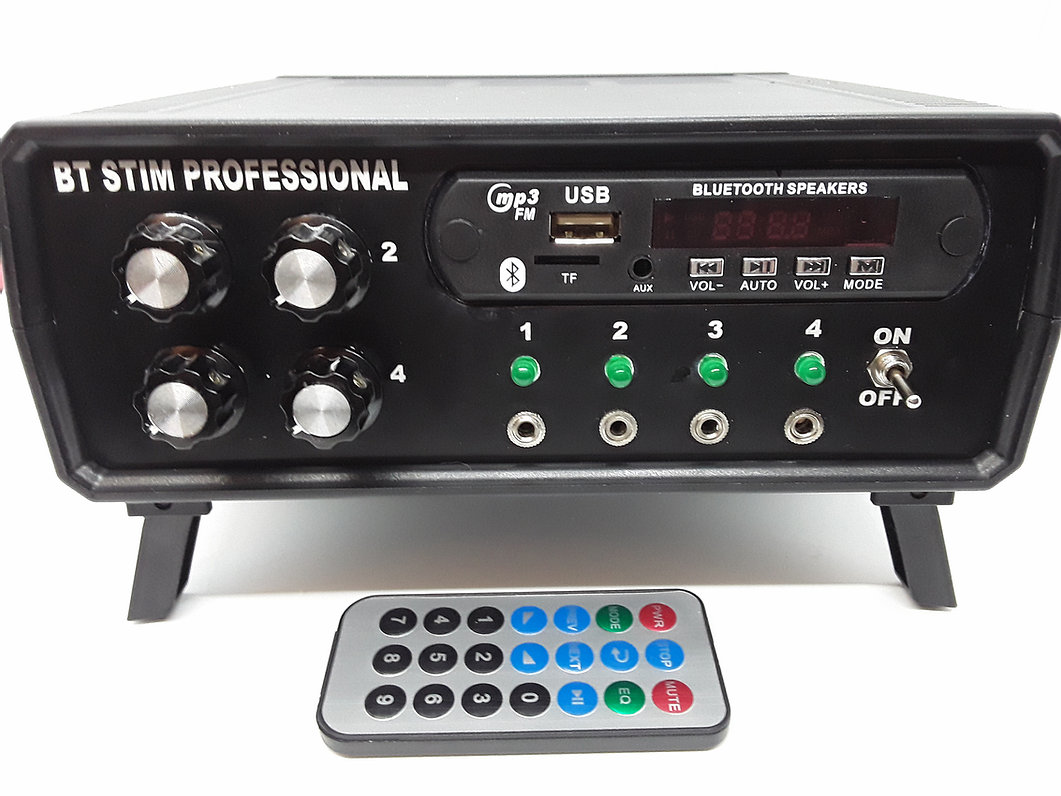 BT STIM PROFESSIONAL
2
4
mp3
FM
USB
BLUETOOTH SPEAKERS
TF
AUX
VOL-
AUTO
VOL+
MODE
M
1
2
3
4
ON
OFF
7
4
1
PREV
MODE
PWR
8
5
2
NEXT
STOP
9
6
3
0
EQ
MUTE